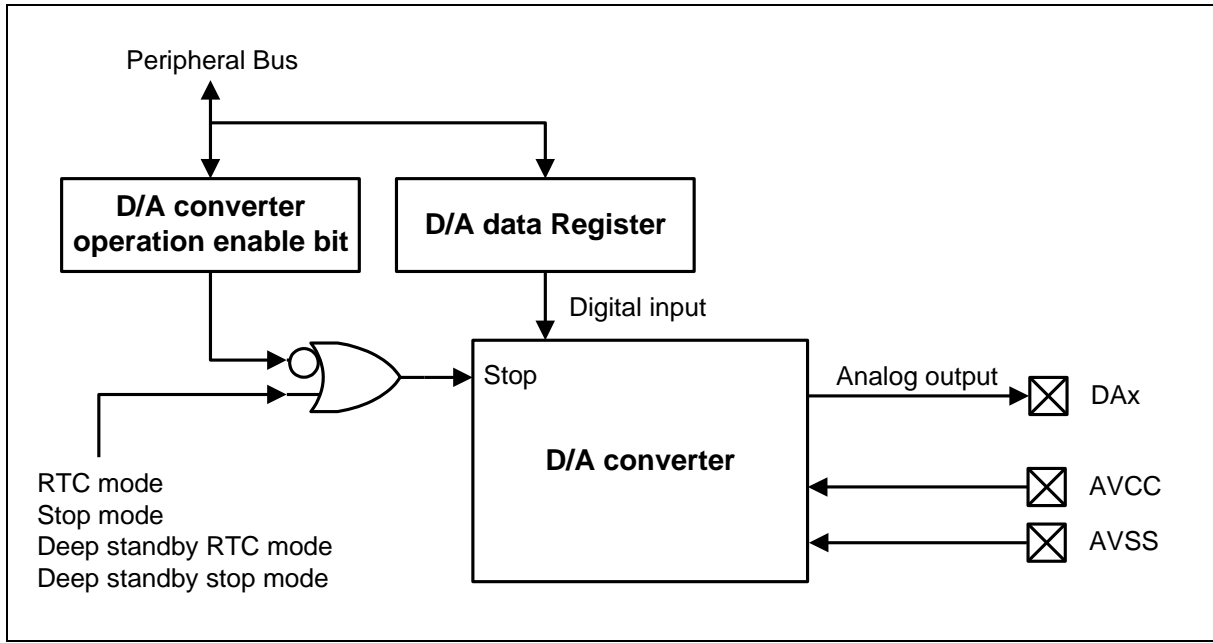 Peripheral Bus
D/A converter
operation enable bit
D/A data Register
Digital input
Stop
Analog output
DAx
D/A converter
AVCC
AVSS
RTC mode
Stop mode
Deep standby RTC mode
Deep standby stop mode